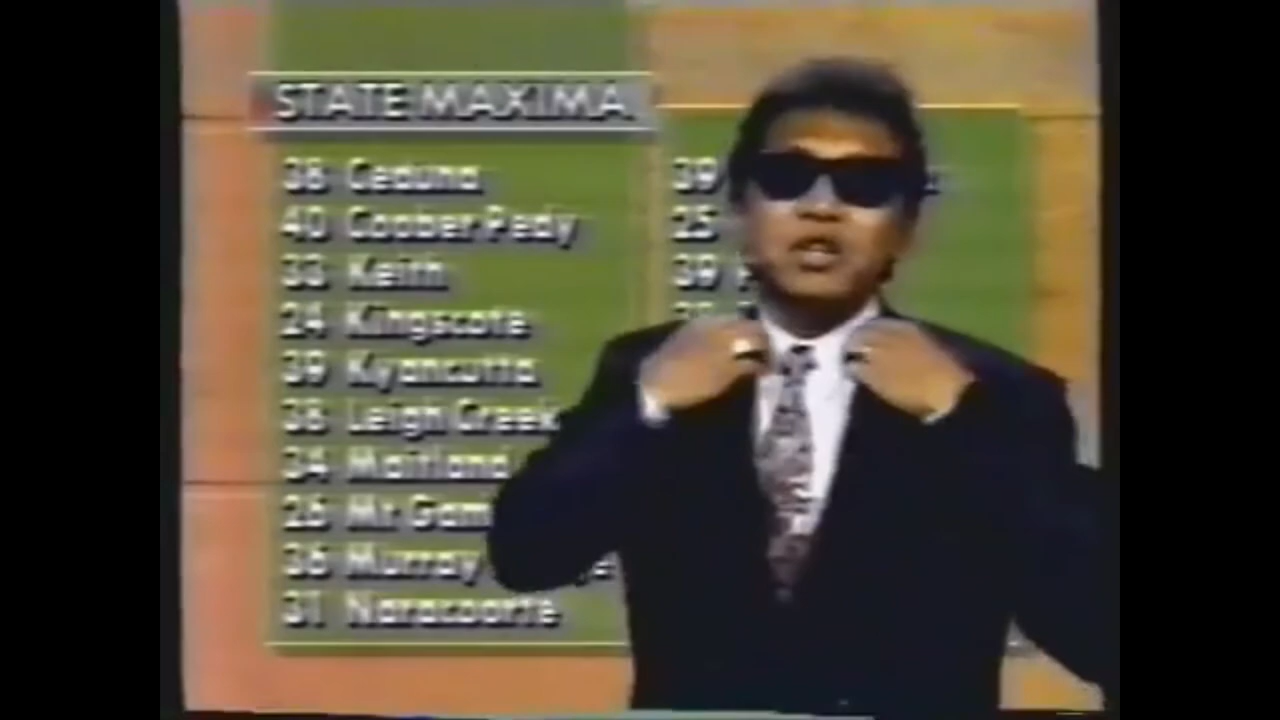 STATE MAXIMA
38 Ceduna
40 Coober Pedy
33 Keith
24 Kingscote
39 Kyancutta
38 Leigh Creek
34 Maitland
26 Mt Gam
36 Murray
31 Naracoorte
39
25
39